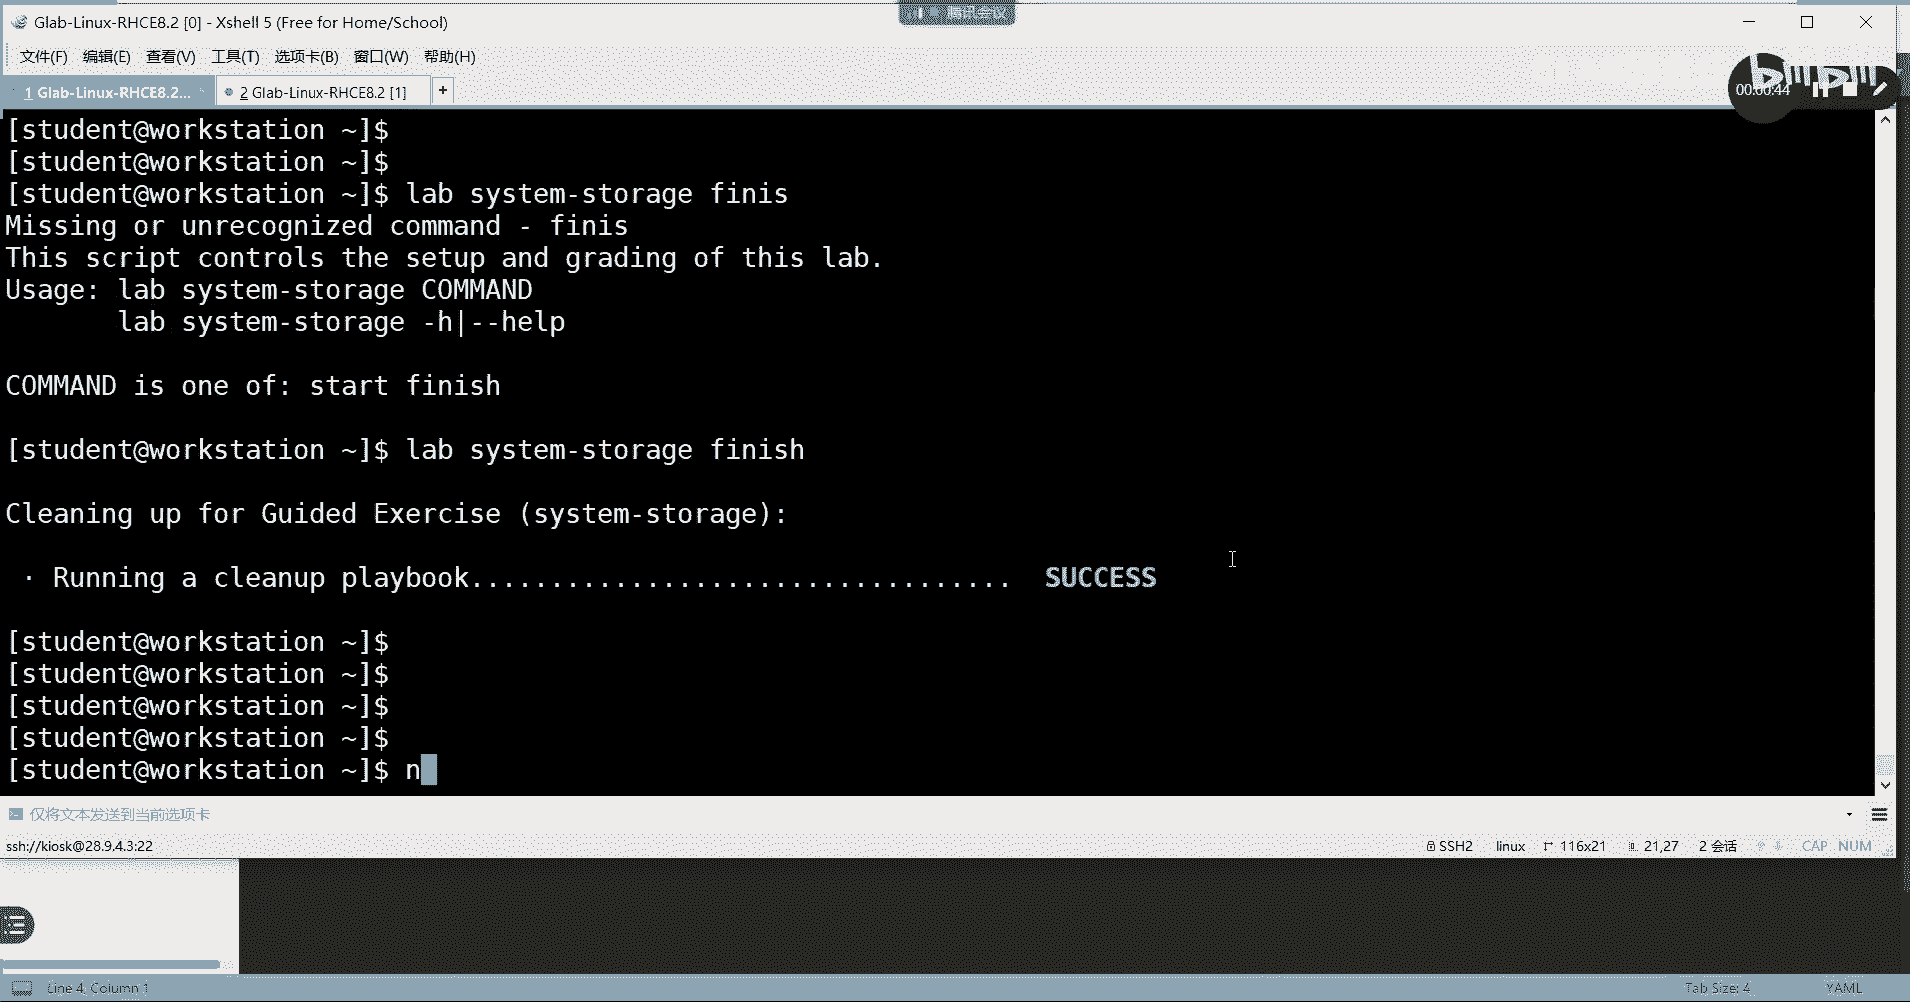 Glab-Linux-RHCE8.2 [0] - Xshell 5 (Free for Home/School)
腾讯会议
文件(F) 编辑(E) 查看(V) 工具(T) 选项卡(B) 窗口(W) 帮助(H)
1 Glab-Linux-RHCE8.2... 2 Glab-Linux-RHCE8.2 [1] +
00:00:44
[student@workstation ~]$
[student@workstation ~]$
[student@workstation ~]$ lab system-storage finis
Missing or unrecognized command - finis
This script controls the setup and grading of this lab.
Usage: lab system-storage COMMAND
lab system-storage -h|--help
COMMAND is one of: start finish
[student@workstation ~]$ lab system-storage finish
Cleaning up for Guided Exercise (system-storage):
· Running a cleanup playbook.................................. SUCCESS
[student@workstation ~]$
[student@workstation ~]$
[student@workstation ~]$
[student@workstation ~]$
[student@workstation ~]$ n
仅将文本发送到当前选项卡
ssh://kiosk@28.9.4.3:22 SSH2 linux 116x21 21,27 2 会话 CAP NUM
Line 4, Column 1 Tab Size: 4 YAML